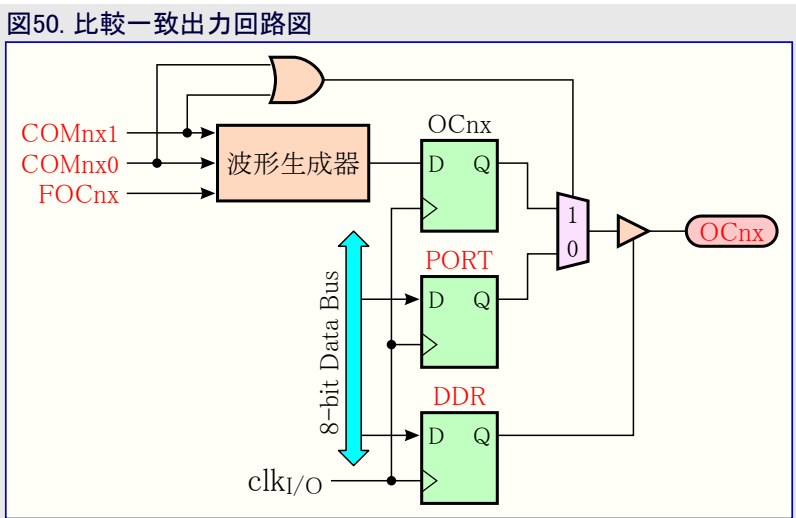 図50. 比較一致出力回路図
COMnx1
COMnx0
FOCnx
波形生成器
OCnx
D Q
1
0
OCnx
PORT
D Q
8-bit Data Bus
DDR
D Q
clkI/O